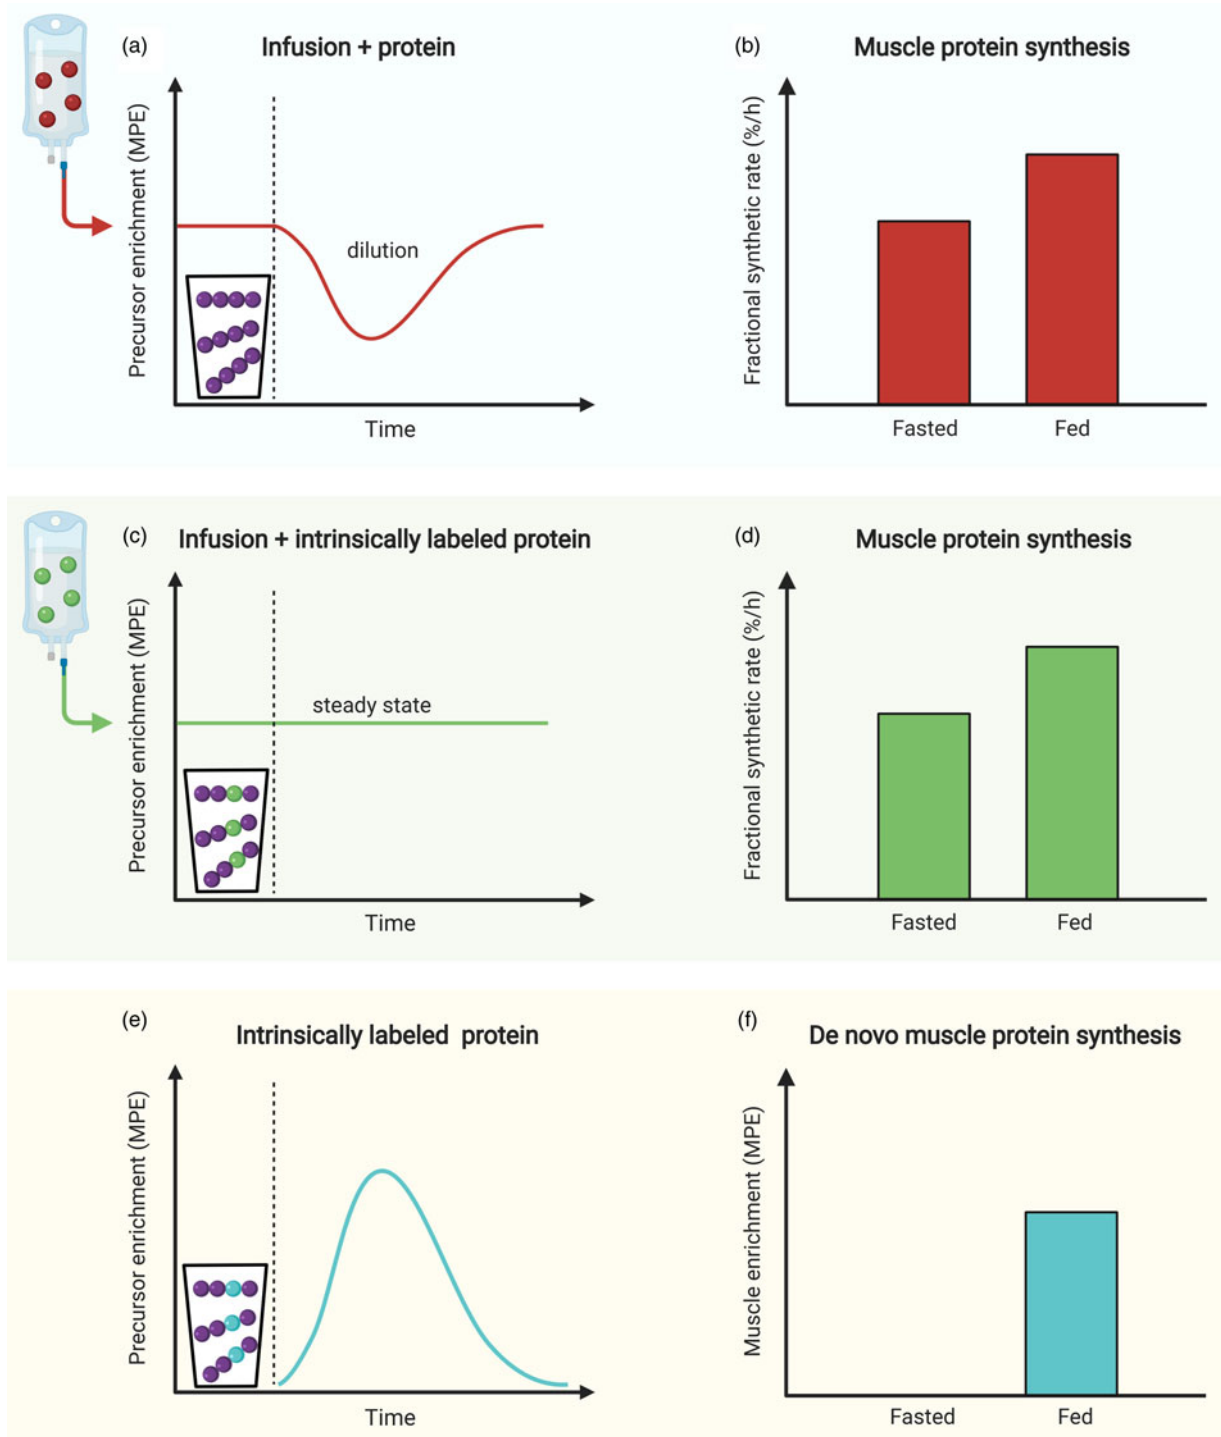 (a)
Infusion + protein
Precursor enrichment (MPE)
dilution
Time
(b)
Muscle protein synthesis
Fractional synthetic rate (%/h)
Fasted
Fed
(c)
Infusion + intrinsically labeled protein
Precursor enrichment (MPE)
steady state
Time
(d)
Muscle protein synthesis
Fractional synthetic rate (%/h)
Fasted
Fed
(e)
Intrinsically labeled protein
Precursor enrichment (MPE)
Time
(f)
De novo muscle protein synthesis
Muscle enrichment (MPE)
Fasted
Fed